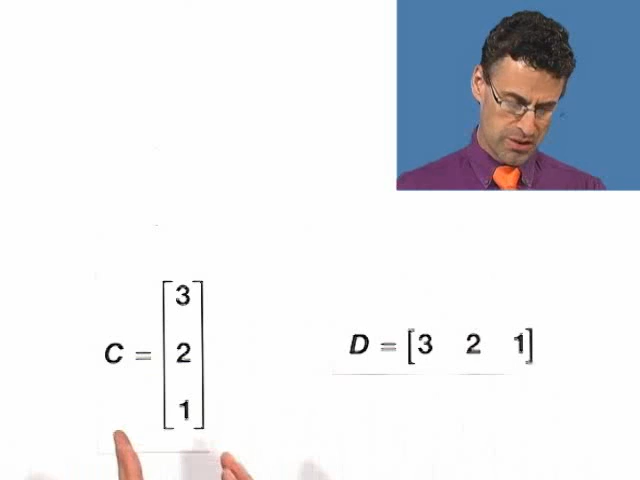 C = [3
2
1]
D = [3 2 1]